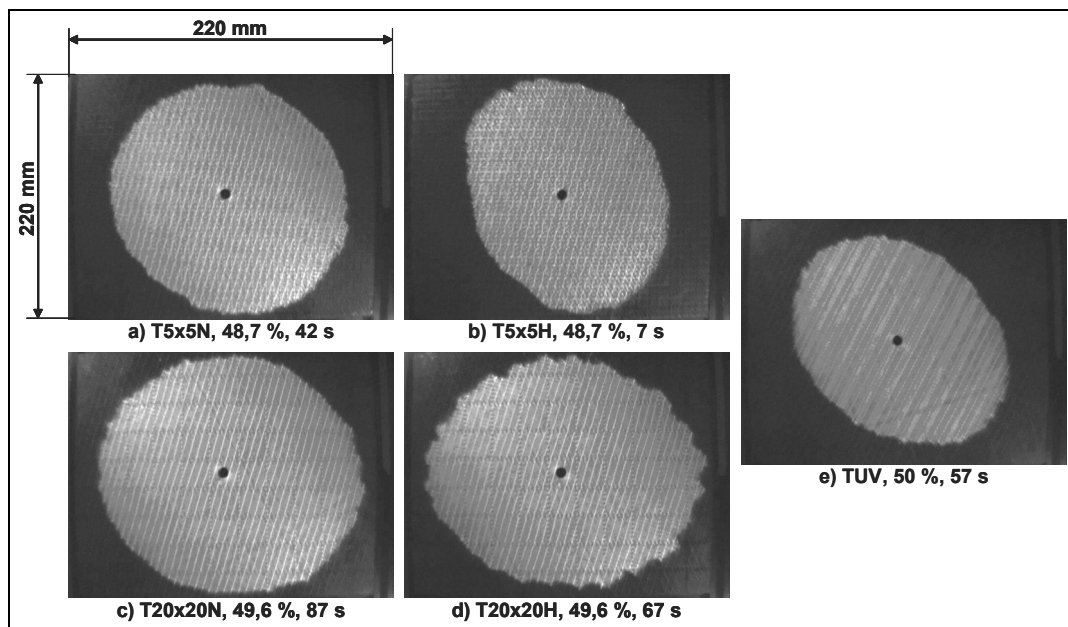 220 mm
220 mm
a) T5x5N, 48,7 %, 42 s
b) T5x5H, 48,7 %, 7 s
c) T20x20N, 49,6 %, 87 s
d) T20x20H, 49,6 %, 67 s
e) TUV, 50 %, 57 s